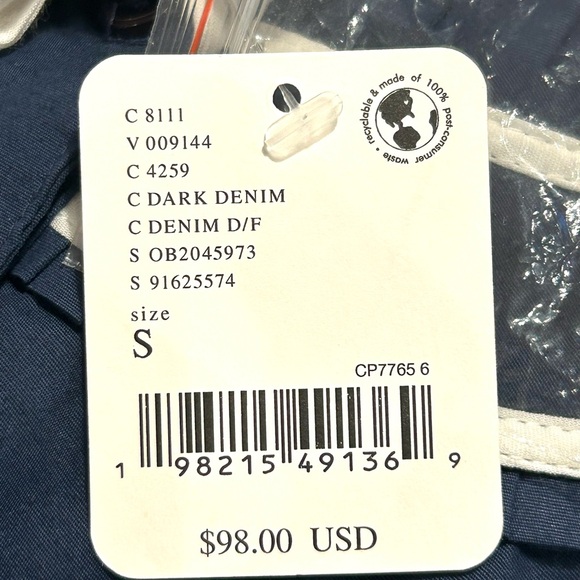 recyclable & made of 100% post-consumer waste •
C 8111
V 009144
C 4259
C DARK DENIM
C DENIM D/F
S OB2045973
S 91625574
size
S
CP7765 6
1 98215 49136 9
$98.00 USD